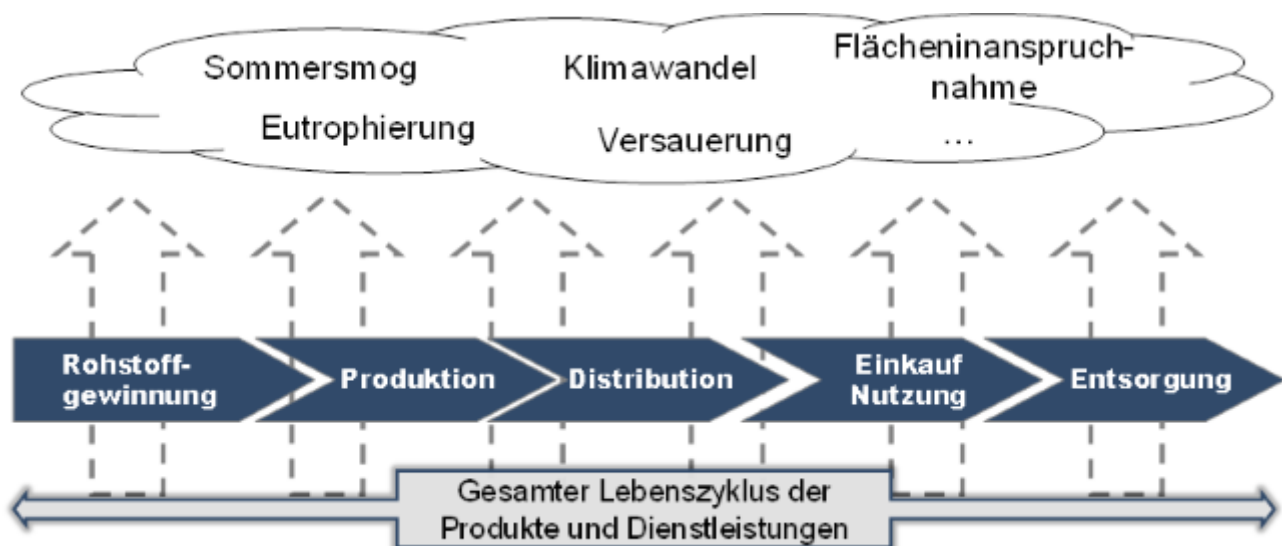 Sommersmog
Klimawandel
Flächeninanspruch-
nahme
Eutrophierung
Versauerung
...
Rohstoff-
gewinnung
Produktion
Distribution
Einkauf
Nutzung
Entsorgung
Gesamter Lebenszyklus der
Produkte und Dienstleistungen